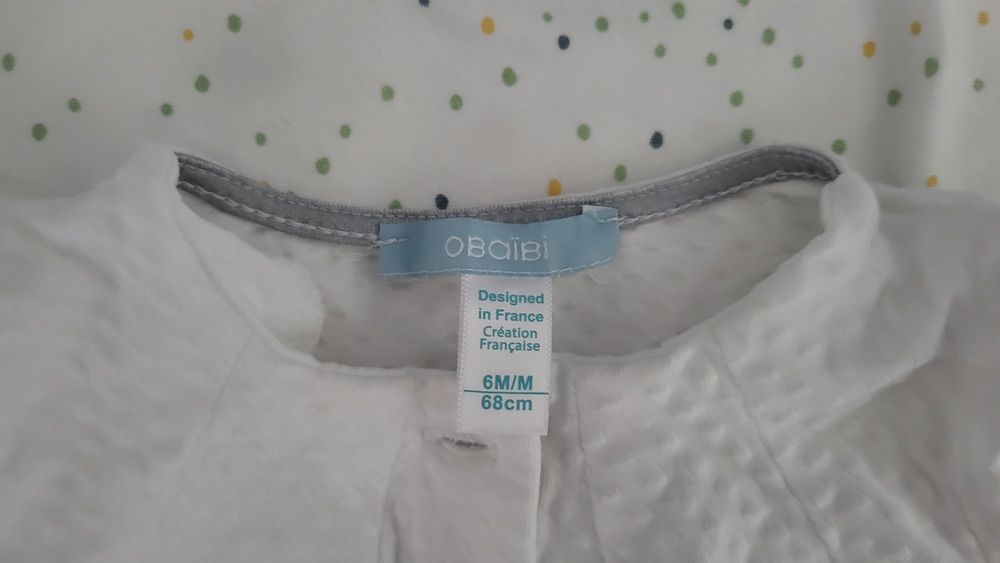 obaïbi
Designed
in France
Création
Française
6M/M
68cm